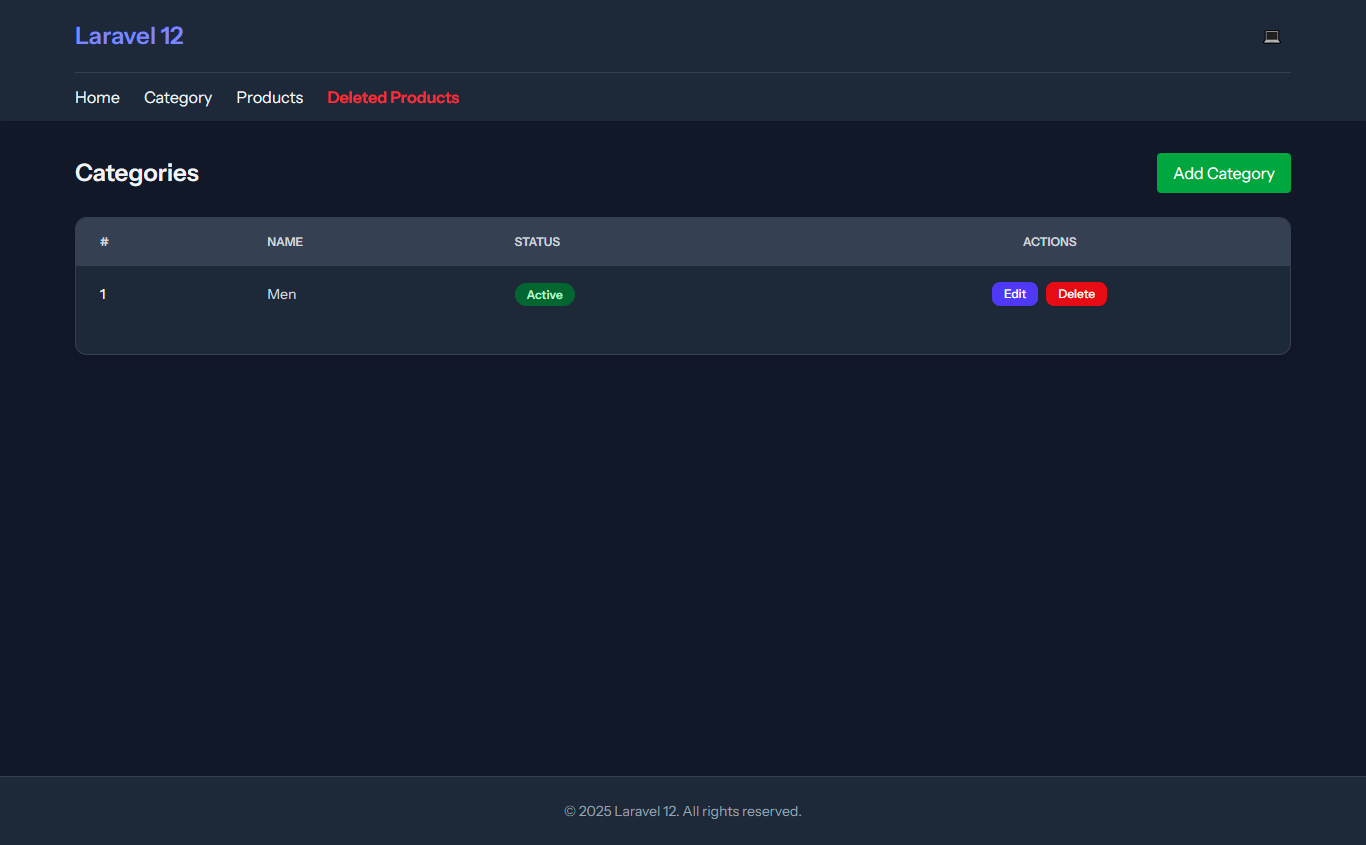 Laravel 12
Home Category Products Deleted Products
Categories
Add Category
# NAME STATUS ACTIONS
1 Men Active Edit Delete
© 2025 Laravel 12. All rights reserved.